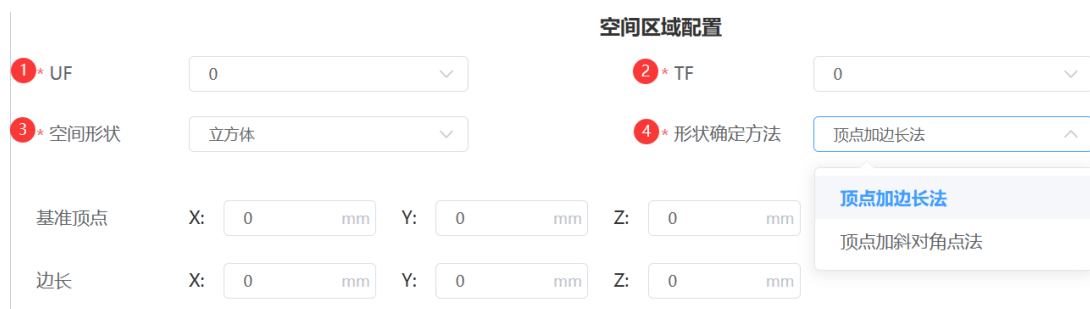 空间区域配置
1 * UF 0 2 * TF 0
3 * 空间形状 立方体 4 * 形状确定方法 顶点加边长法
顶点加边长法
基准顶点 X: 0 mm Y: 0 mm Z: 0 mm
顶点加斜对角点法
边长 X: 0 mm Y: 0 mm Z: 0 mm